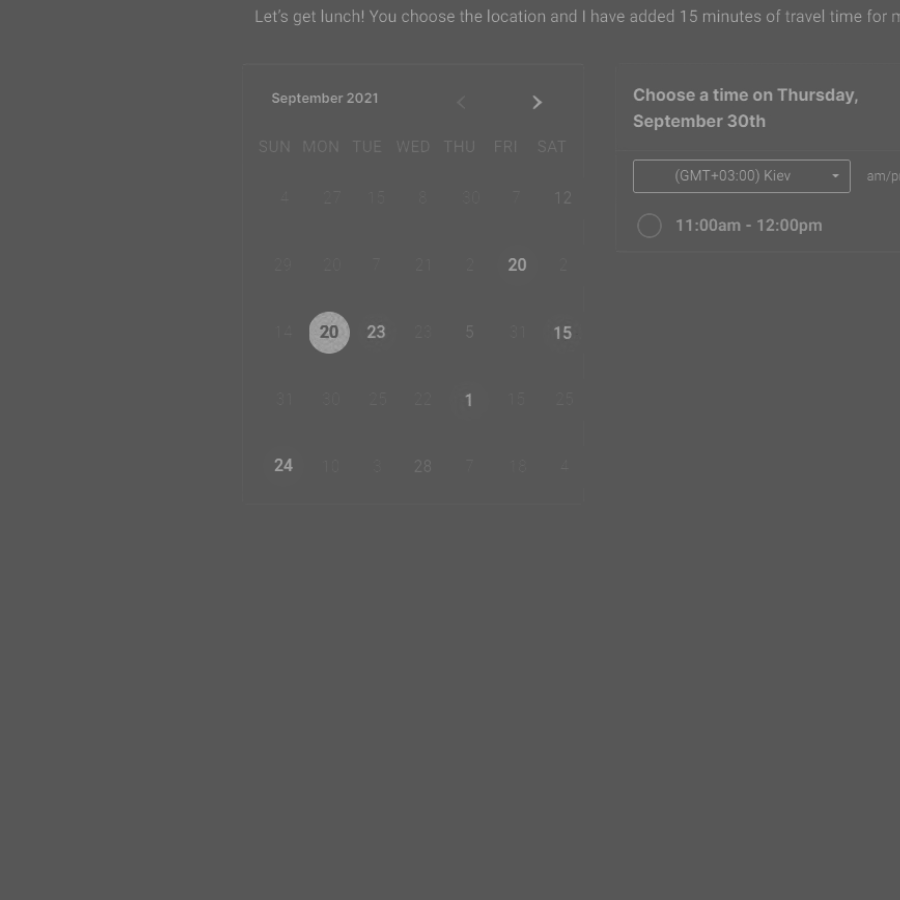 Let's get lunch! You choose the location and I have added 15 minutes of travel time for
September 2021
SUN MON TUE WED THU FRI SAT
4 27 15 8 30 7 12
29 20 7 21 2 20 2
14 20 23 23 5 31 15
31 30 25 22 1 15 25
24 10 28 7 18 4
Choose a time on Thursday,
September 30th
(GMT+03:00) Kiev
11:00am - 12:00pm